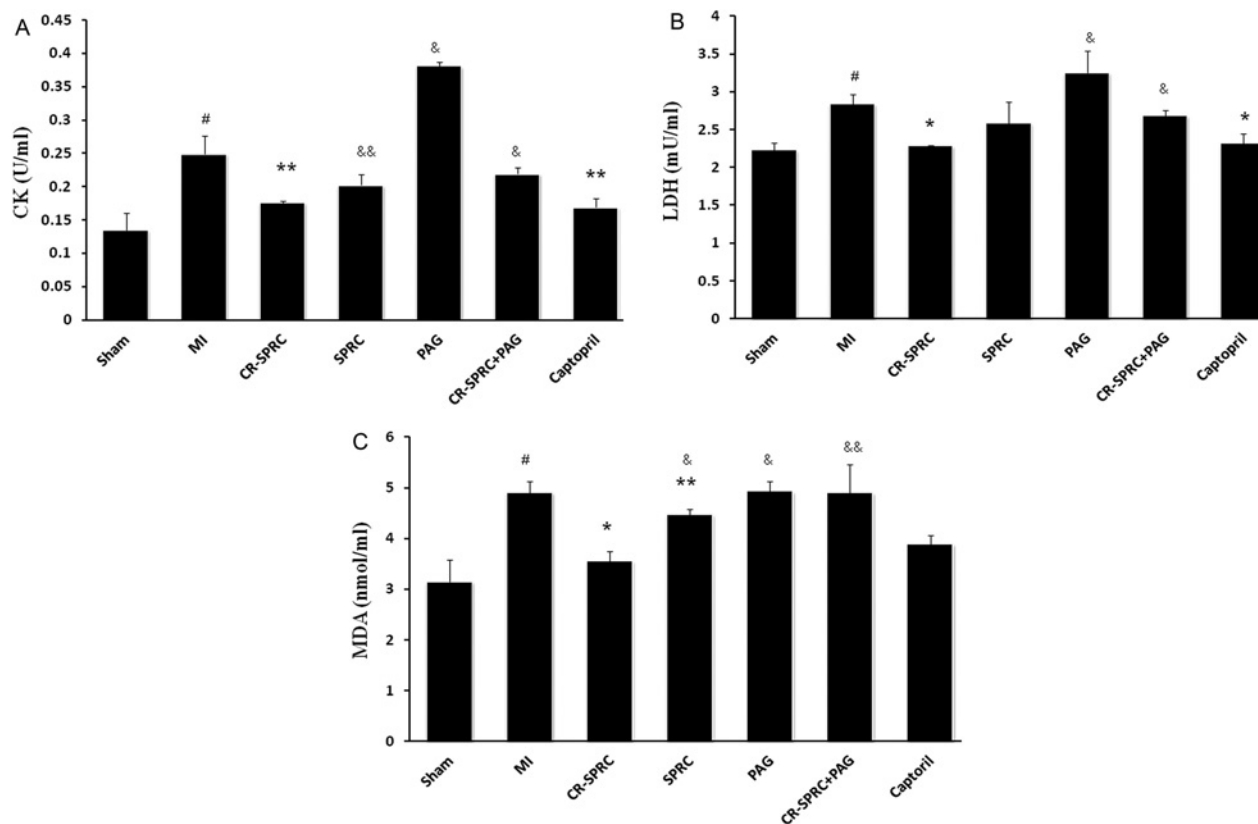 A
CK (U/ml)
0.45
0.4
0.35
0.3
0.25
0.2
0.15
0.1
0.05
0
#
**
&&
&
&
**
Sham
MI
CR-SPRC
SPRC
PAG
CR-SPRC+PAG
Captopril
B
LDH (mU/ml)
4
3.5
3
2.5
2
1.5
1
0.5
0
#
*
&
&
*
Sham
MI
CR-SPRC
SPRC
PAG
CR-SPRC+PAG
Captopril
C
MDA (nmol/ml)
6
5
4
3
2
1
0
#
*
&
**
&
&&
Sham
MI
CR-SPRC
SPRC
PAG
CR-SPRC+PAG
Captoril